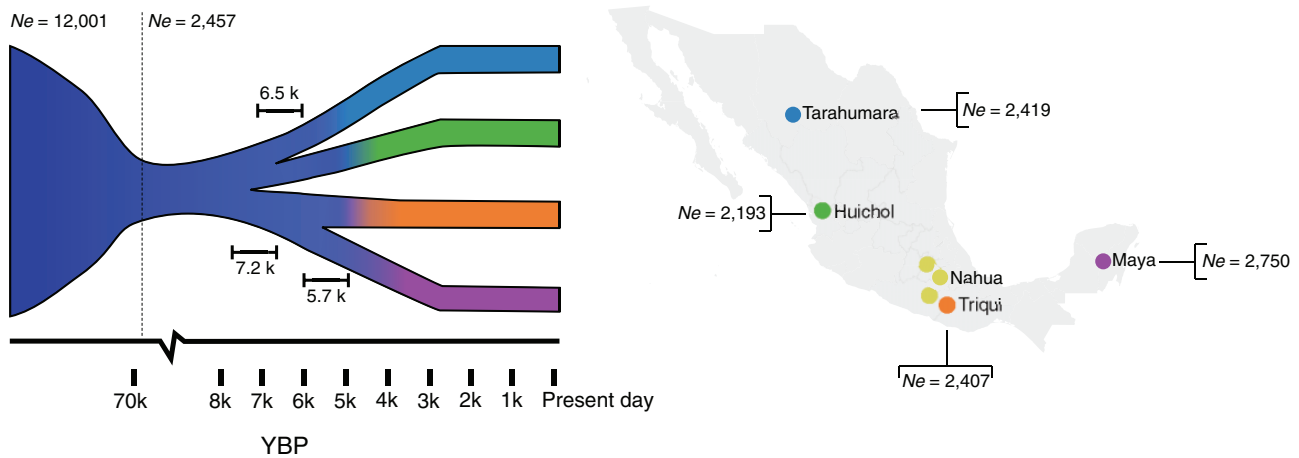 Ne = 12,001
Ne = 2,457
6.5 k
7.2 k
5.7 k
70k
8k
7k
6k
5k
4k
3k
2k
1k
Present day
YBP
Tarahumara
Ne = 2,419
Ne = 2,193
Huichol
Maya
Ne = 2,750
Nahua
Triqui
Ne = 2,407